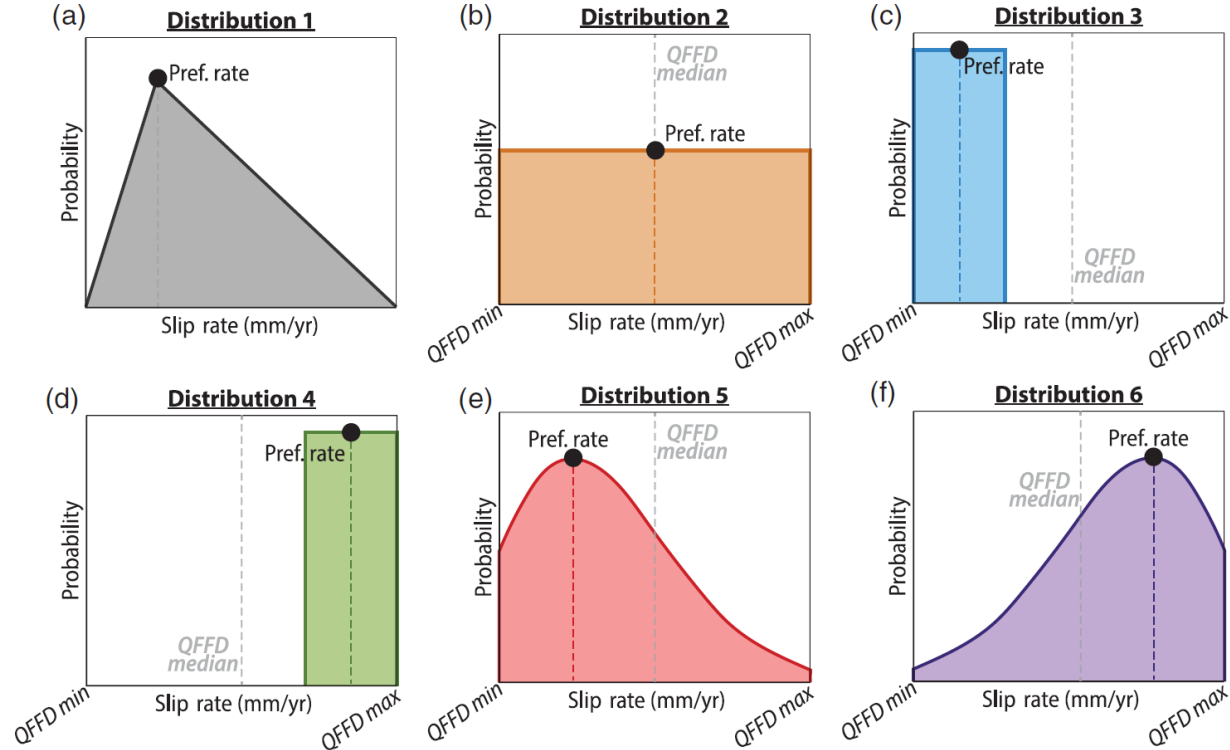 (a)
Distribution 1
Pref. rate
Probability
Slip rate (mm/yr)
(b)
Distribution 2
QFFD
median
Pref. rate
Probability
Slip rate (mm/yr)
QFFD min
QFFD max
(c)
Distribution 3
Pref. rate
Probability
QFFD
median
Slip rate (mm/yr)
QFFD min
QFFD max
(d)
Distribution 4
Pref. rate
Probability
QFFD
median
Slip rate (mm/yr)
QFFD min
QFFD max
(e)
Distribution 5
Pref. rate
QFFD
median
Probability
Slip rate (mm/yr)
QFFD min
QFFD max
(f)
Distribution 6
Pref. rate
QFFD
median
Probability
Slip rate (mm/yr)
QFFD min
QFFD max